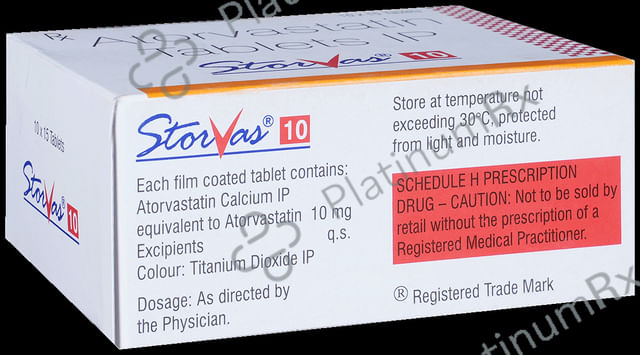 Rx Atorvastatin
Tablets IP
StorVas 10
10 x 15 Tablets
StorVas® 10
StorVas® 10
Each film coated tablet contains:
Atorvastatin Calcium IP
equivalent to Atorvastatin 10 mg
Excipients q.s.
Colour: Titanium Dioxide IP
Dosage: As directed by
the Physician.
Store at temperature not
exceeding 30°C, protected
from light and moisture.
SCHEDULE H PRESCRIPTION
DRUG – CAUTION: Not to be sold by
retail without the prescription of a
Registered Medical Practitioner.
® Registered Trade Mark
PlatinumRx
PlatinumRx
PlatinumRx